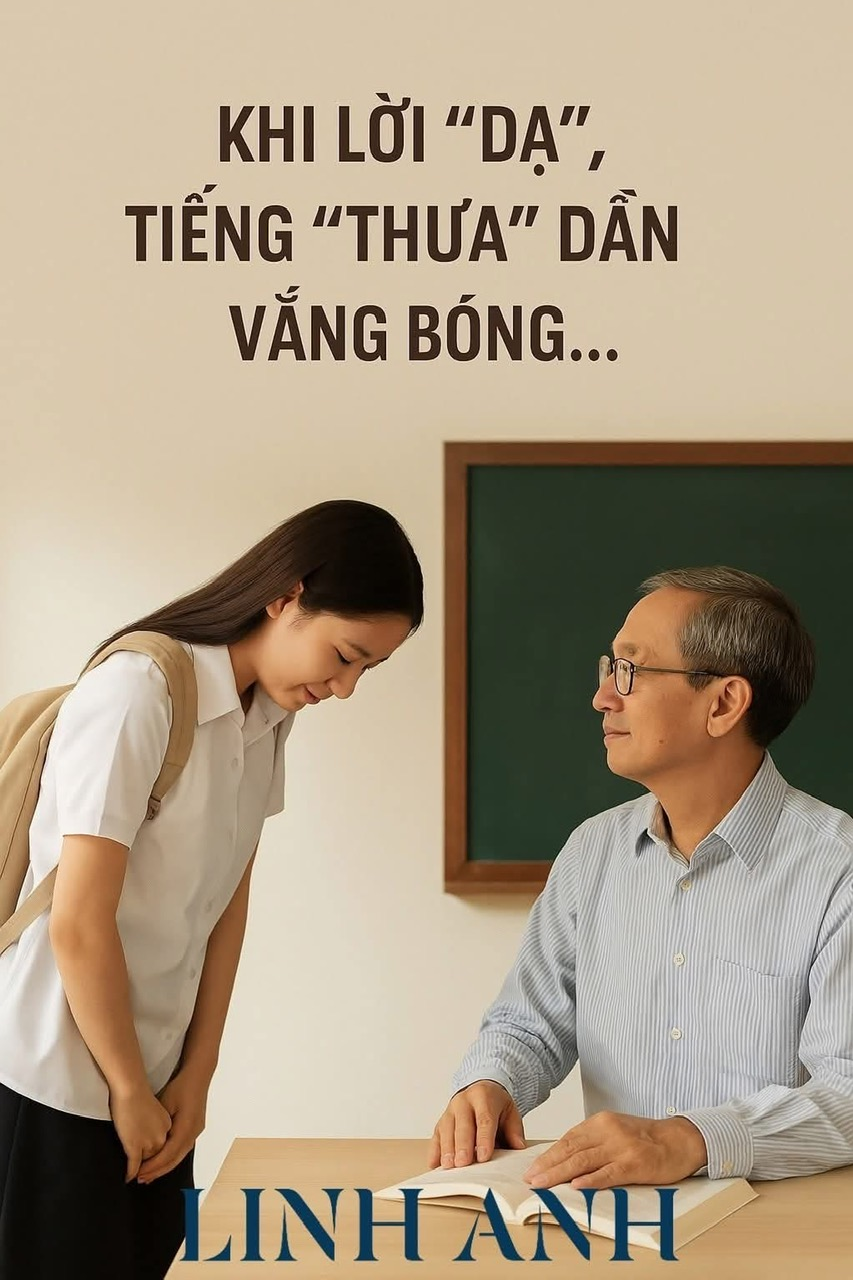 KHI LỜI “DẠ”,
TIẾNG “THƯA” DẦN
VẮNG BÓNG...
LINH ANH